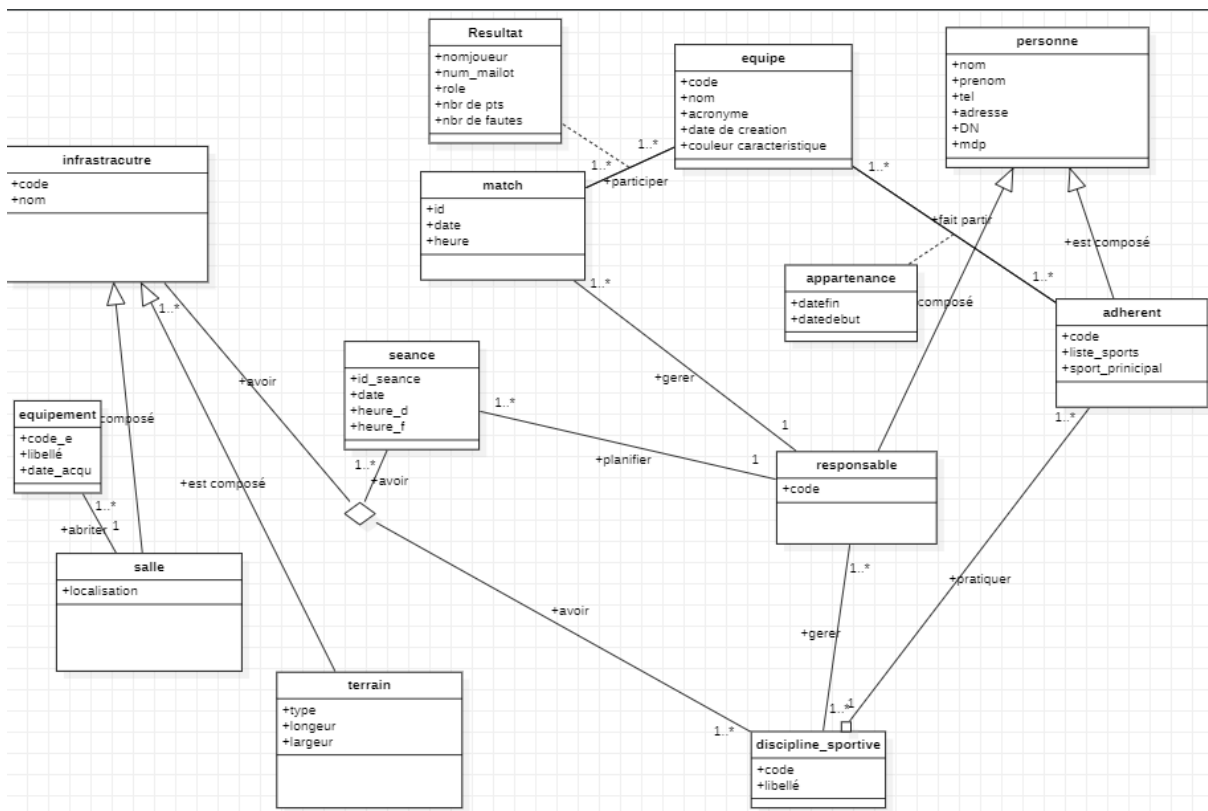 Resultat
+nomjoueur
+num_mailot
+role
+nbr de pts
+nbr de fautes
equipe
+code
+nom
+acronyme
+date de creation
+couleur caracteristique
personne
+nom
+prenom
+tel
+adresse
+DN
+mdp
infrastracutre
+code
+nom
1..*
1..*
+participer
match
+id
+date
heure
1..*
+fait partir
+est composé
1..*
appartenance
+datefin
+datedebut
composé
adherent
+code
+liste_sports
+sport_prinicipal
1..*
1..*
1..*
+avoir
seance
+id_seance
+date
+heure_d
+heure_f
+gerer
1
1..*
+planifier
1
responsable
+code
equipement
+code_e
+libellé
+date_acqu
composé
+est composé
1..*
+avoir
1..*
+abriter
1
salle
+localisation
+avoir
1..*
+gerer
+pratiquer
terrain
+type
+longeur
+largeur
1..*
1..*
1
discipline_sportive
+code
+libellé